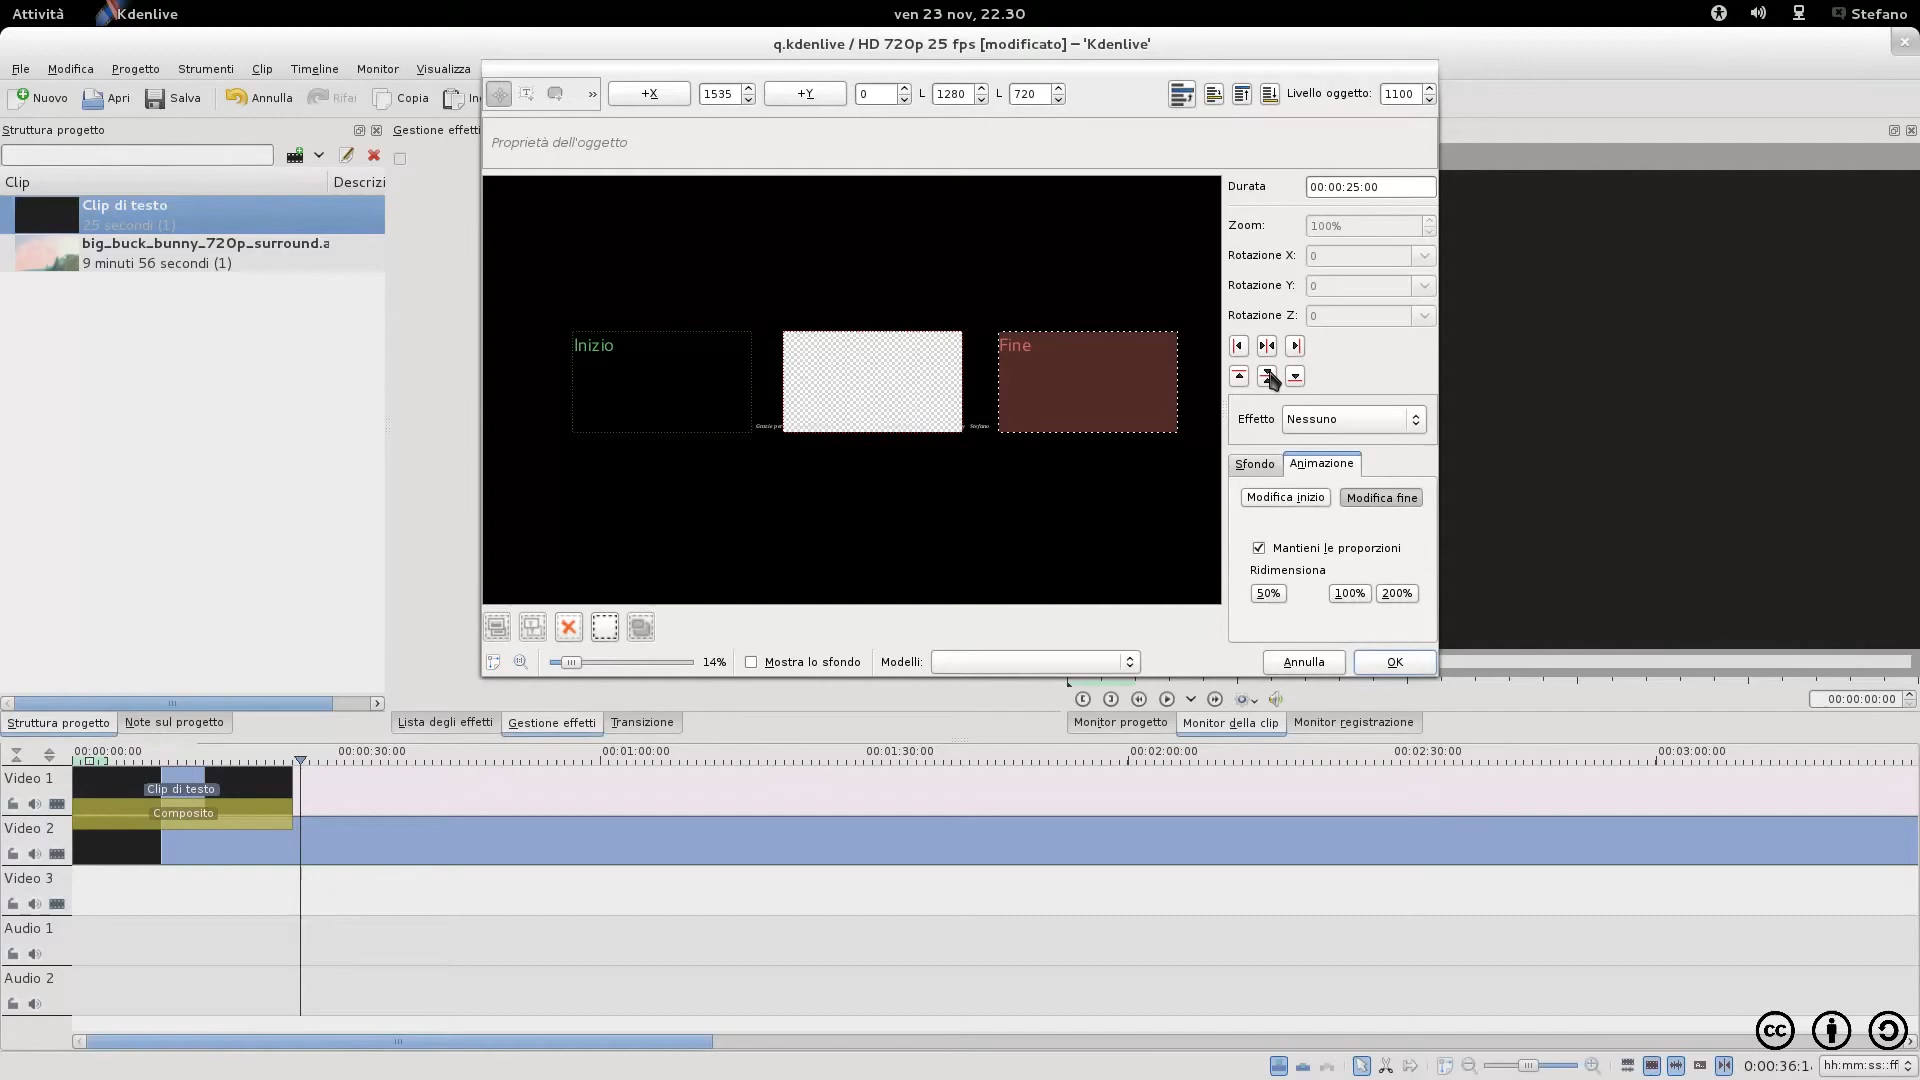 Attività
Kdenlive
ven 23 nov, 22.30
Stefano
q.kdenlive / HD 720p 25 fps [modificato] – 'Kdenlive'
File Modifica Progetto Strumenti Clip Timeline Monitor Visualizza
Nuovo Apri Salva Annulla Rifai Copia
+X 1535 +Y 0 L 1280 L 720 Livello oggetto: 1100
Struttura progetto
Gestione effetti
Proprietà dell'oggetto
Clip Descrizi
Clip di testo
25 secondi (1)
big_buck_bunny_720p_surround.a
9 minuti 56 secondi (1)
Inizio
Fine
Grazie per
Stefano
Durata 00:00:25:00
Zoom: 100%
Rotazione X: 0
Rotazione Y: 0
Rotazione Z: 0
Effetto Nessuno
Sfondo Animazione
Modifica inizio Modifica fine
Mantieni le proporzioni
Ridimensiona
50% 100% 200%
14% Mostra lo sfondo Modelli: Annulla OK
00:00:00:00
Struttura progetto Note sul progetto
Lista degli effetti Gestione effetti Transizione
Monitor progetto Monitor della clip Monitor registrazione
00:00:00:00 00:00:30:00 00:01:00:00 00:01:30:00 00:02:00:00 00:02:30:00 00:03:00:00
Video 1
Clip di testo
Composito
Video 2
Video 3
Audio 1
Audio 2
cc
0:00:36:1 hh:mm:ss::ff